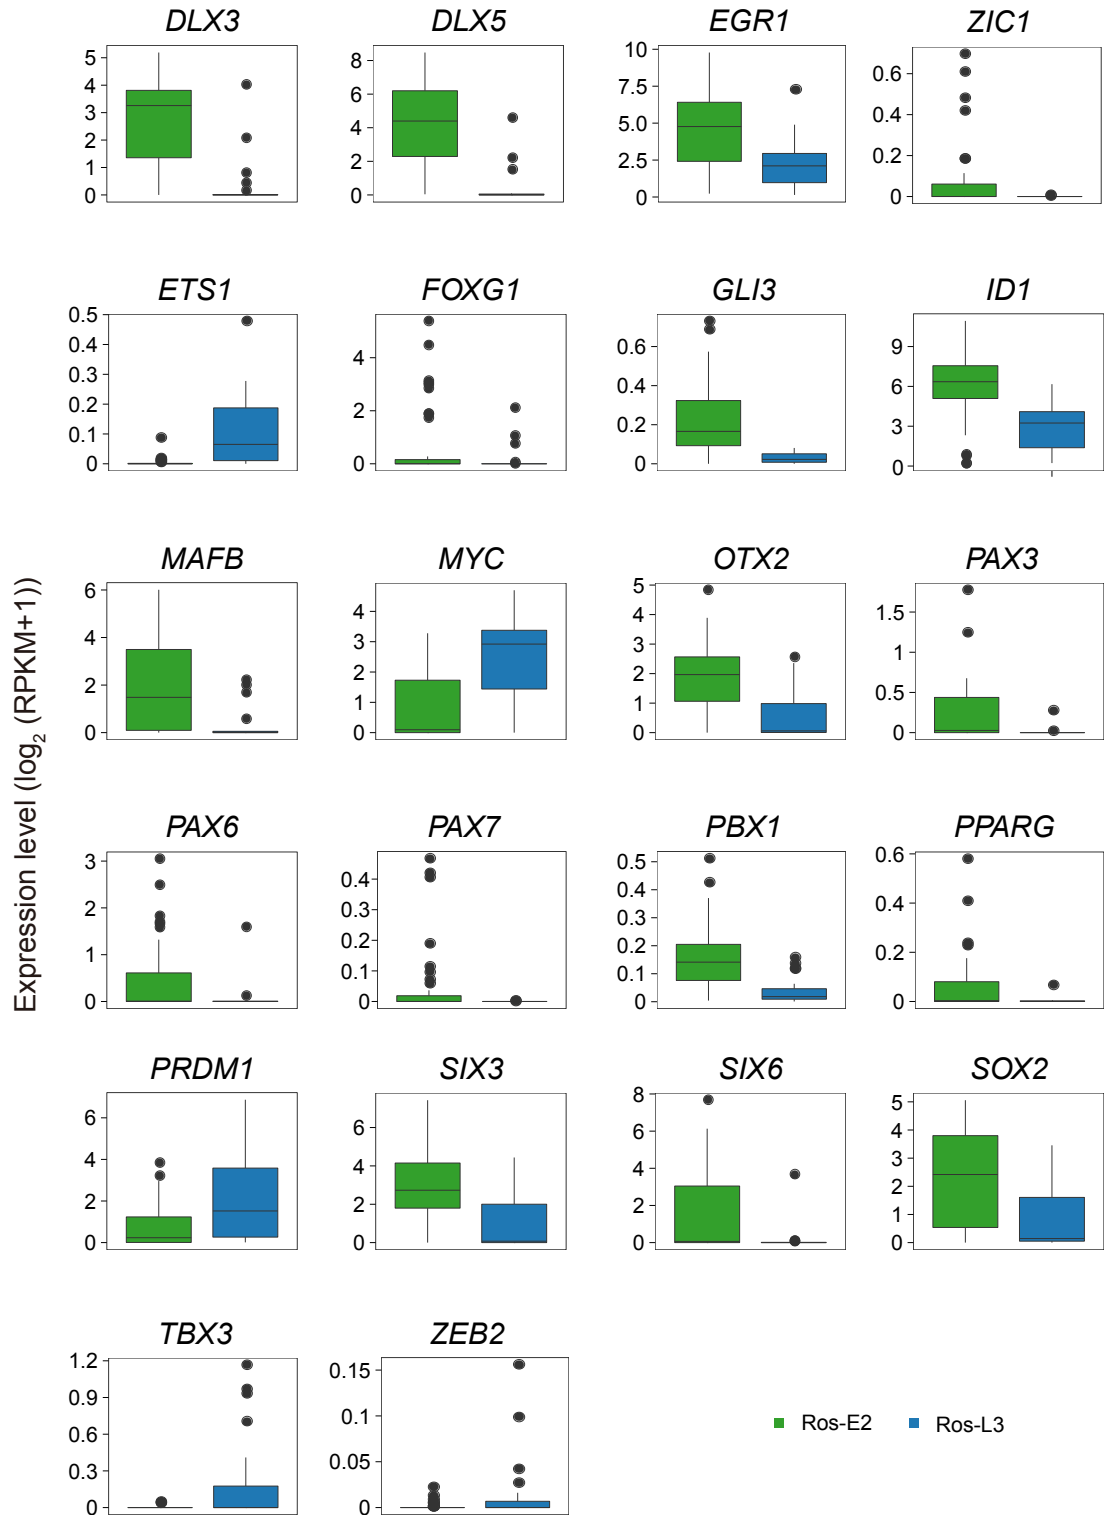 DLX3 DLX5 EGR1 ZIC1
5 4 3 2 1 0
8 6 4 2 0
10 7.5 5.0 2.5 0
0.6 0.4 0.2 0
ETS1 FOXG1 GLI3 ID1
0.5 0.4 0.3 0.2 0.1 0
4 2 0
0.6 0.4 0.2 0
9 6 3 0
Expression level (log₂ (RPKM+1))
MAFB MYC OTX2 PAX3
6 4 2 0
4 3 2 1 0
5 4 3 2 1 0
1.5 1.0 0.5 0
PAX6 PAX7 PBX1 PPARG
3 2 1 0
0.4 0.3 0.2 0.1 0
0.5 0.4 0.3 0.2 0.1 0
0.6 0.4 0.2 0
PRDM1 SIX3 SIX6 SOX2
6 4 2 0
6 4 2 0
8 6 4 2 0
5 4 3 2 1 0
TBX3 ZEB2
1.2 0.9 0.6 0.3 0
0.15 0.1 0.05 0
Ros-E2 Ros-L3